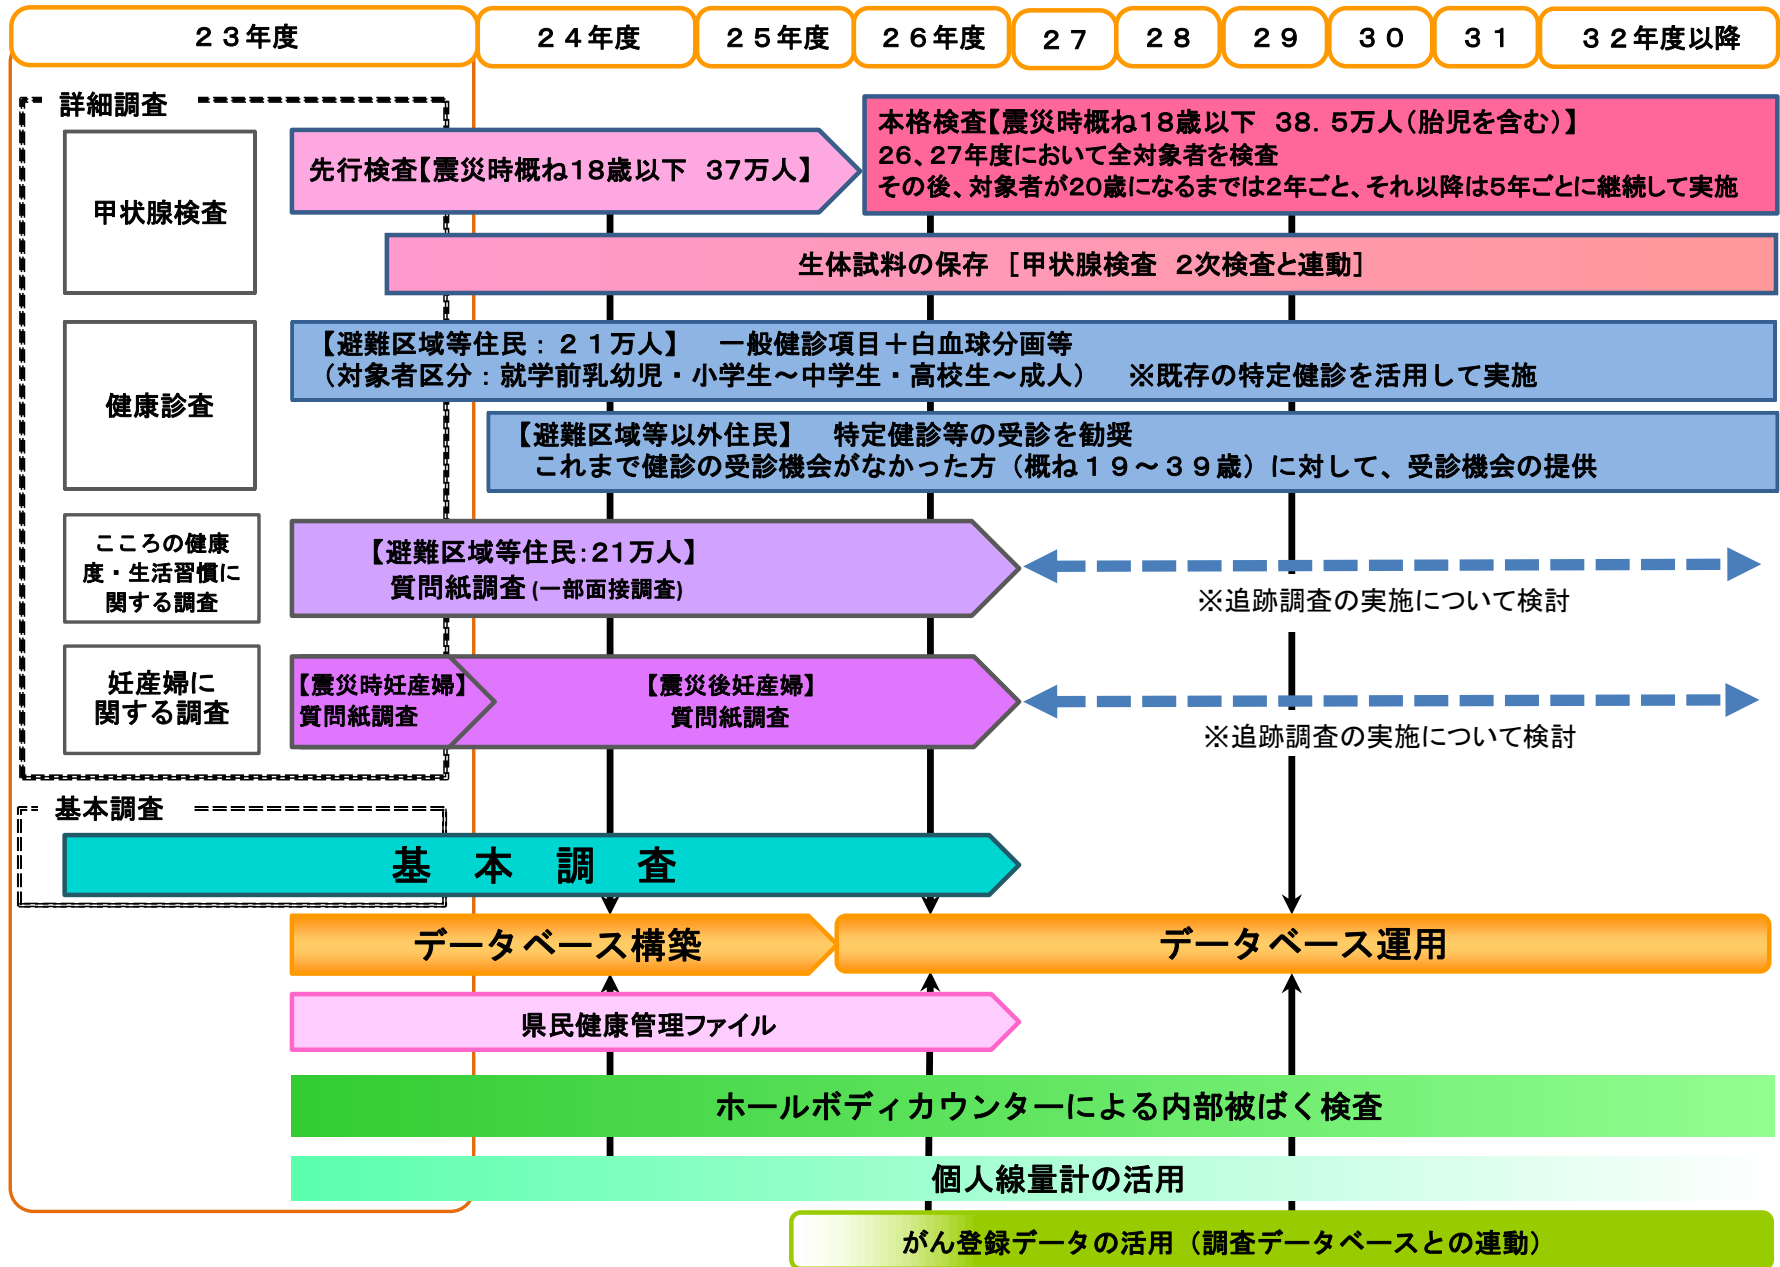 ２３年度
２４年度
２５年度
２６年度
２７
２８
２９
３０
３１
３２年度以降
詳細調査
甲状腺検査
先行検査【震災時概ね18歳以下　37万人】
本格検査【震災時概ね18歳以下　38.5万人（胎児を含む）】
26、27年度において全対象者を検査
その後、対象者が20歳になるまでは2年ごと、それ以降は5年ごとに継続して実施
生体試料の保存［甲状腺検査　2次検査と連動］
健康診査
【避難区域等住民：２１万人】　一般健診項目＋白血球分画等
（対象者区分：就学前乳幼児・小学生～中学生・高校生～成人）　※既存の特定健診を活用して実施
【避難区域等以外住民】　特定健診等の受診を勧奨
これまで健診の受診機会がなかった方（概ね１９～３９歳）に対して、受診機会の提供
こころの健康
度・生活習慣に
関する調査
【避難区域等住民：21万人】
質問紙調査(一部面接調査)
※追跡調査の実施について検討
妊産婦に
関する調査
【震災時妊産婦】
質問紙調査
【震災後妊産婦】
質問紙調査
※追跡調査の実施について検討
基本調査
基　本　調　査
データベース構築
データベース運用
県民健康管理ファイル
ホールボディカウンターによる内部被ばく検査
個人線量計の活用
がん登録データの活用（調査データベースとの連動）